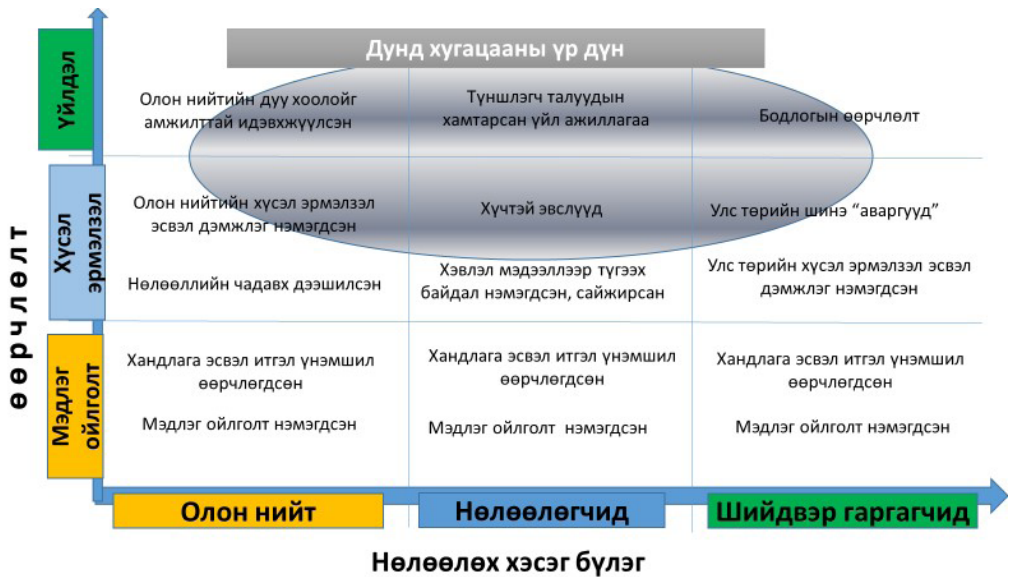 Дунд хугацааны үр дүн
өөрчлөлт
Үйлдэл
Олон нийтийн дуу хоолойг
амжилттай идэвхжүүлсэн
Түншлэгч талуудын
хамтарсан үйл ажиллагаа
Бодлогын өөрчлөлт
Хүсэл
эрмэлзэл
Олон нийтийн хүсэл эрмэлзэл
эсвэл дэмжлэг нэмэгдсэн
Хүчтэй эвслүүд
Улс төрийн шинэ “аваргууд”
Нөлөөллийн чадавх дээшилсэн
Хэвлэл мэдээллээр түгээх
байдал нэмэгдсэн, сайжирсан
Улс төрийн хүсэл эрмэлзэл эсвэл
дэмжлэг нэмэгдсэн
Мэдлэг
ойлголт
Хандлага эсвэл итгэл үнэмшил
өөрчлөгдсөн
Хандлага эсвэл итгэл үнэмшил
өөрчлөгдсөн
Хандлага эсвэл итгэл үнэмшил
өөрчлөгдсөн
Мэдлэг ойлголт нэмэгдсэн
Мэдлэг ойлголт нэмэгдсэн
Мэдлэг ойлголт нэмэгдсэн
Олон нийт
Нөлөөлөгчид
Шийдвэр гаргагчид
Нөлөөлөх хэсэг бүлэг